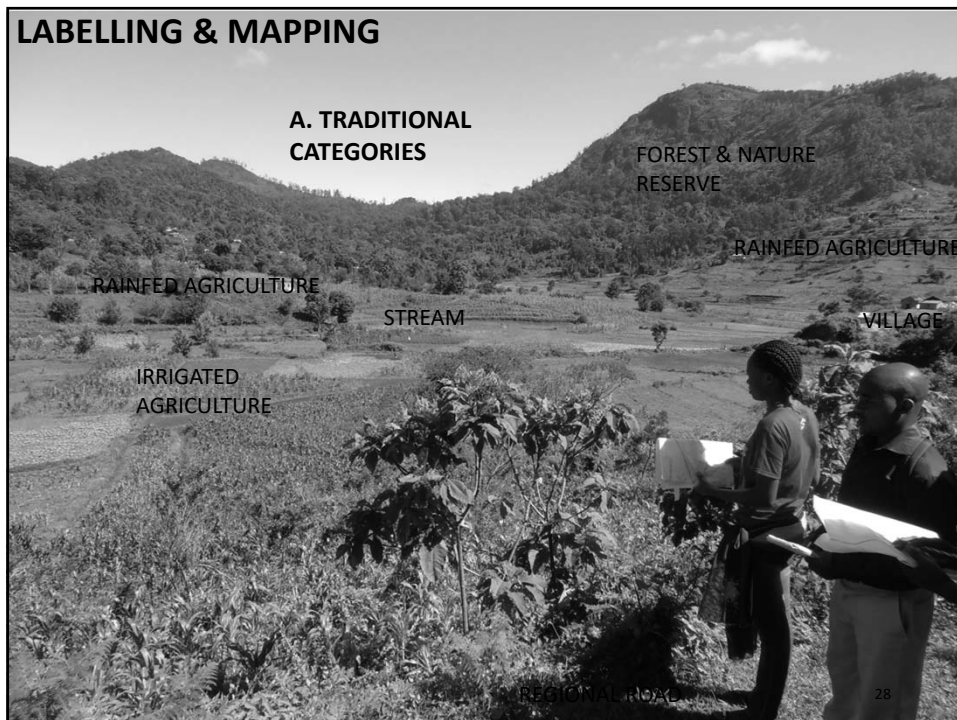 LABELLING & MAPPING
A. TRADITIONAL
CATEGORIES
FOREST & NATURE
RESERVE
RAINFED AGRICULTURE
RAINFED AGRICULTURE
STREAM
VILLAGE
IRRIGATED
AGRICULTURE
REGIONAL ROAD
28